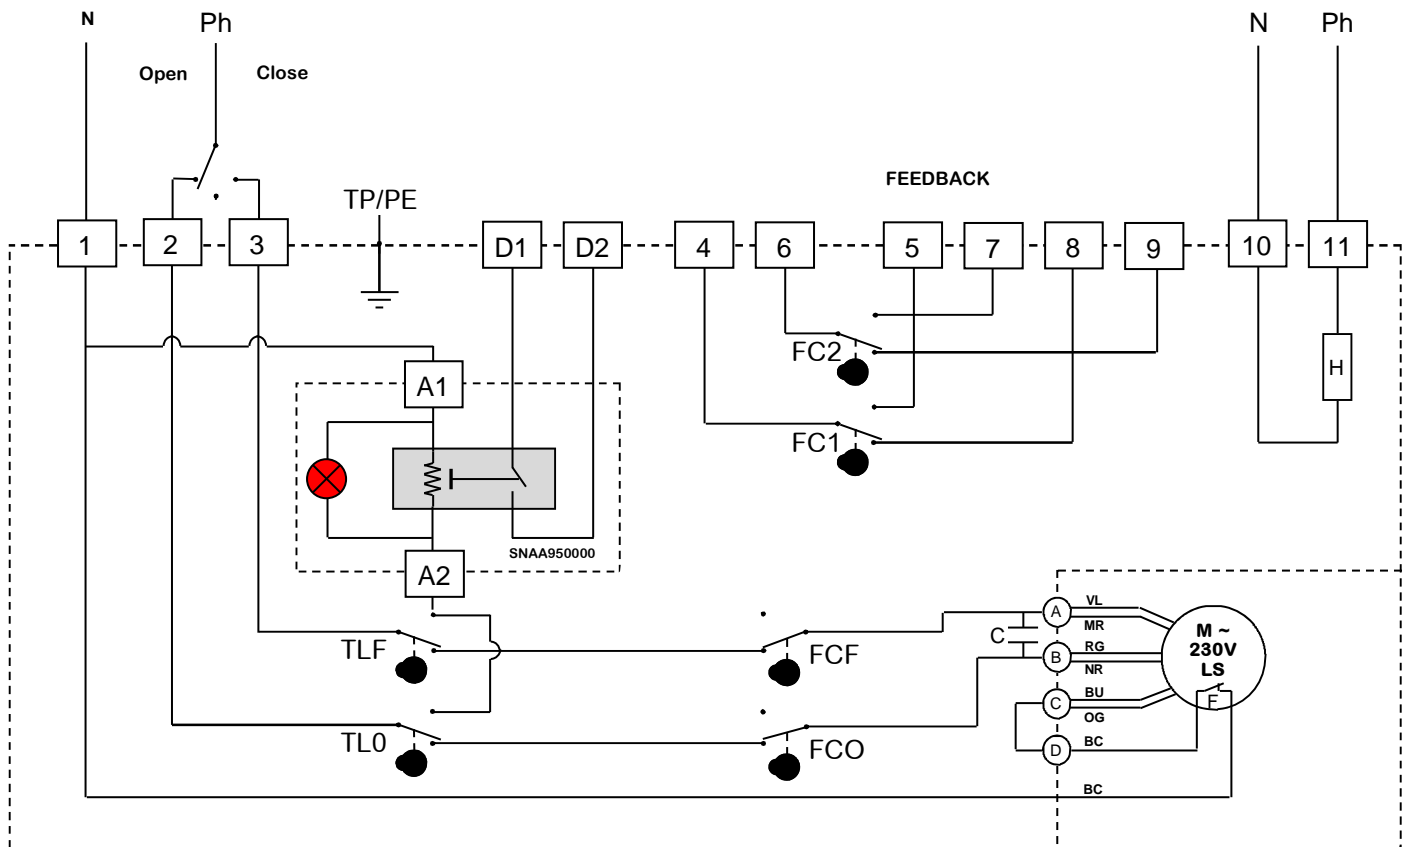 N Ph N Ph
Open Close
TP/PE
FEEDBACK
1 2 3 D1 D2 4 6 5 7 8 9 10 11
FC2
H
A1
FC1
SNAA950000
A2
A VL
MR
C
TLF FCF
B RG
NR
M ~
230V
LS
C BU
OG
F
TL0 FCO
D BC
BC